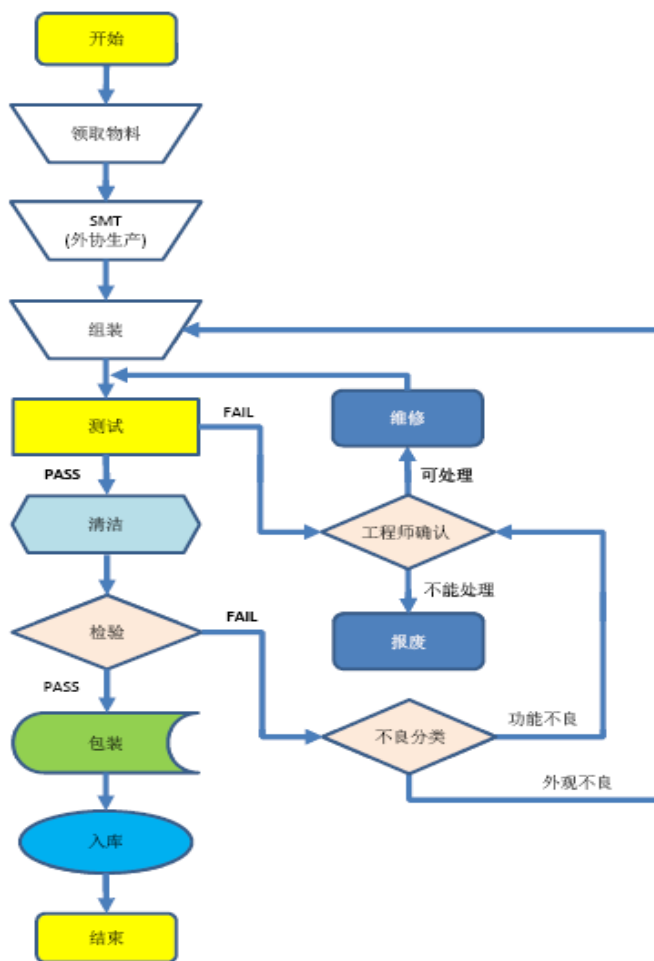 开始
领取物料
SMT
(外协生产)
组装
测试
FAIL
维修
PASS
可处理
清洁
工程师确认
不能处理
检验
FAIL
报废
PASS
包装
不良分类
功能不良
外观不良
入库
结束